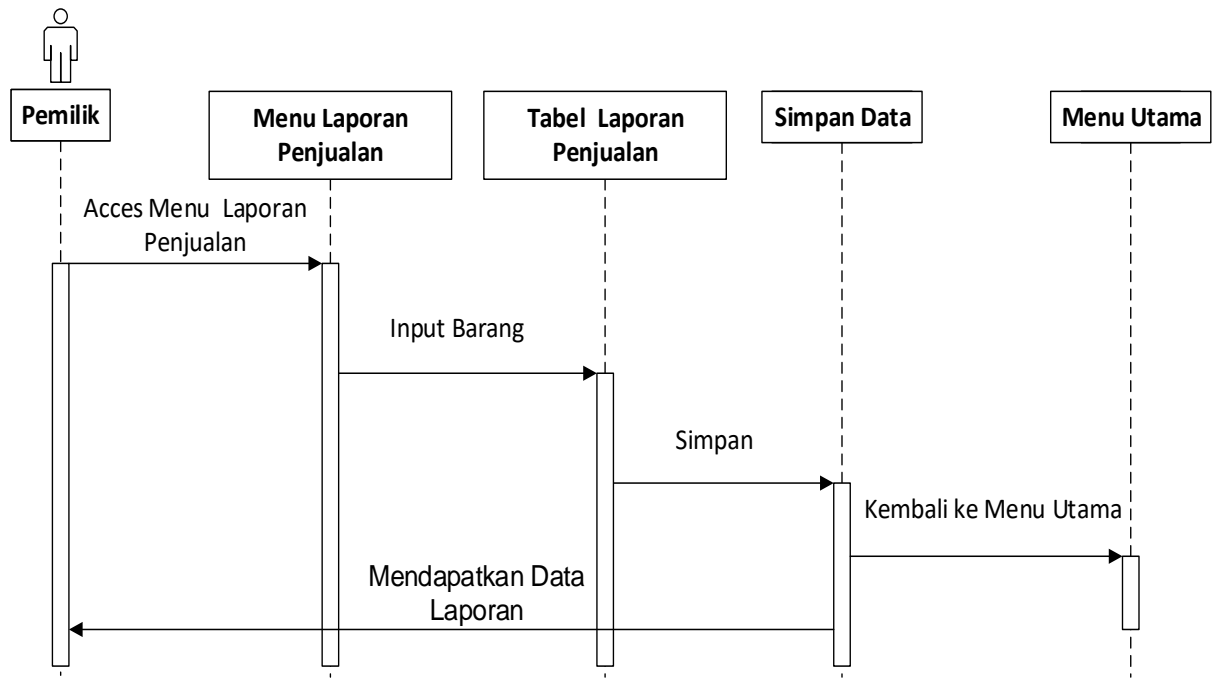 Pemilik
Menu Laporan
Penjualan
Tabel Laporan
Penjualan
Simpan Data
Menu Utama
Acces Menu Laporan
Penjualan
Input Barang
Simpan
Kembali ke Menu Utama
Mendapatkan Data
Laporan